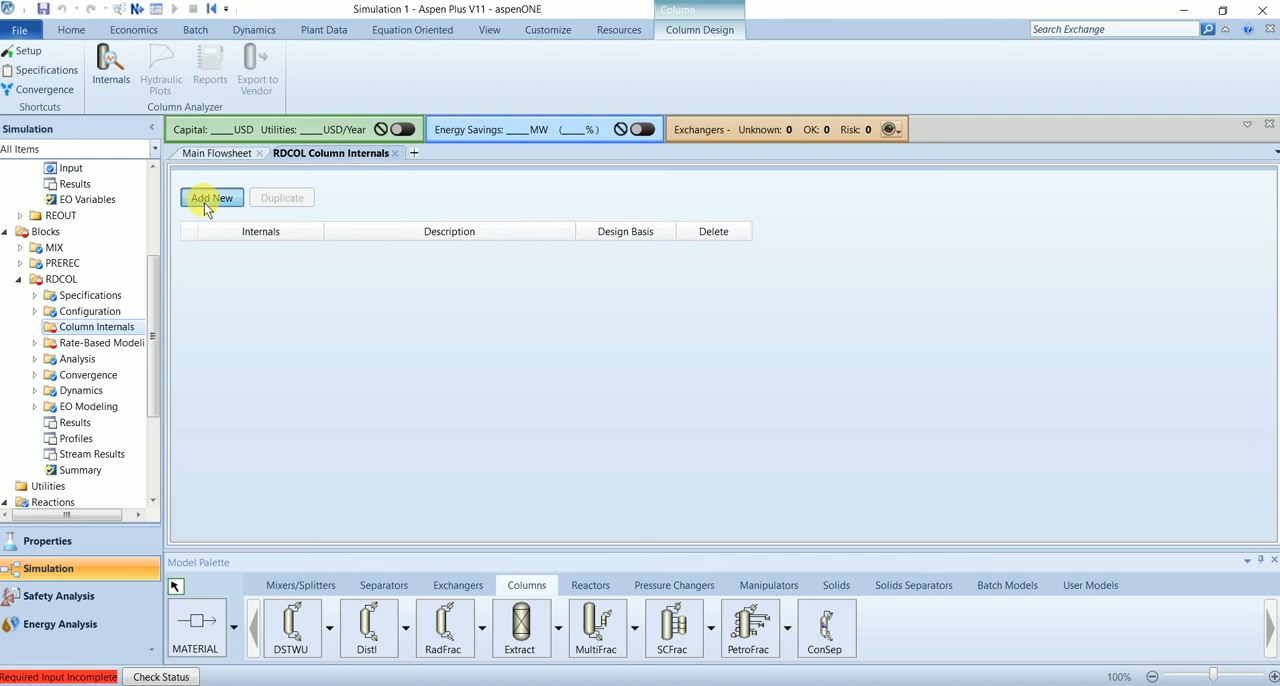 Simulation 1 - Aspen Plus V11 - aspenONE
Column
File
Home
Economics
Batch
Dynamics
Plant Data
Equation Oriented
View
Customize
Resources
Column Design
Search Exchange
Setup
Specifications
Convergence
Shortcuts
Internals
Hydraulic
Plots
Reports
Export to
Vendor
Column Analyzer
Simulation
All Items
Capital: ____USD Utilities: ____USD/Year
Energy Savings: ____MW (____%)
Exchangers - Unknown: 0 OK: 0 Risk: 0
Main Flowsheet
RDCOL Column Internals
Add New
Duplicate
Internals
Description
Design Basis
Delete
Input
Results
EO Variables
REOUT
Blocks
MIX
PREREC
RDCOL
Specifications
Configuration
Column Internals
Rate-Based Modeli
Analysis
Convergence
Dynamics
EO Modeling
Results
Profiles
Stream Results
Summary
Utilities
Reactions
Properties
Simulation
Safety Analysis
Energy Analysis
Model Palette
Mixers/Splitters
Separators
Exchangers
Columns
Reactors
Pressure Changers
Manipulators
Solids
Solids Separators
Batch Models
User Models
MATERIAL
DSTWU
Distl
RadFrac
Extract
MultiFrac
SCFrac
PetroFrac
ConSep
Required Input Incomplete
Check Status
100%